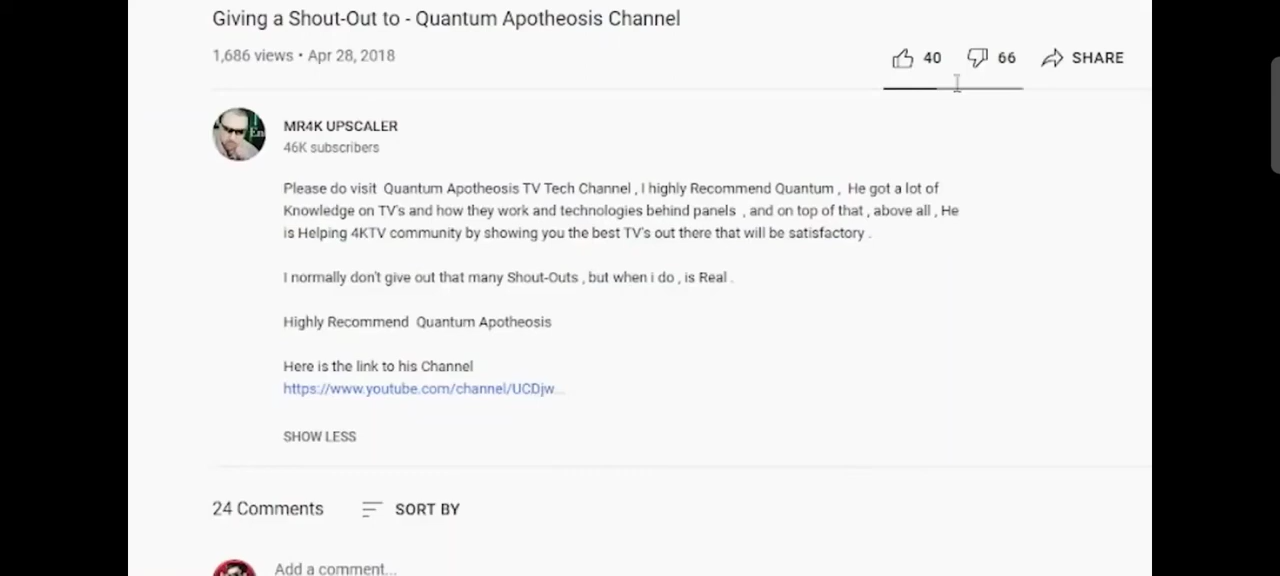 Giving a Shout-Out to - Quantum Apotheosis Channel
1,686 views • Apr 28, 2018
40 66 SHARE
MR4K UPSCALER
46K subscribers
Please do visit Quantum Apotheosis TV Tech Channel , I highly Recommend Quantum , He got a lot of
Knowledge on TV's and how they work and technologies behind panels , and on top of that , above all , He
is Helping 4KTV community by showing you the best TV's out there that will be satisfactory .
I normally don't give out that many Shout-Outs , but when i do , is Real .
Highly Recommend Quantum Apotheosis
Here is the link to his Channel
https://www.youtube.com/channel/UCDjw...
SHOW LESS
24 Comments SORT BY
Add a comment...